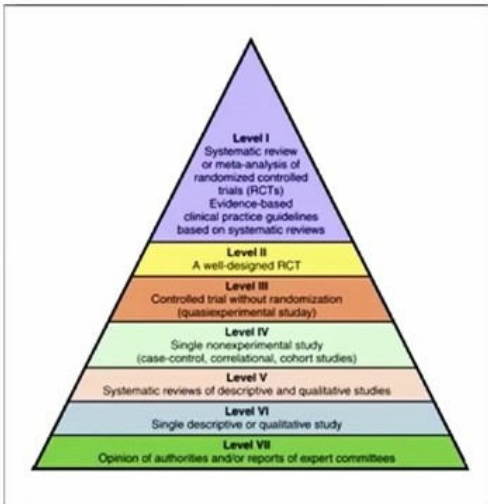 Level I
Systematic review
or meta-analysis of
randomized controlled
trials (RCTs)
Evidence-based
clinical practice guidelines
based on systematic reviews
Level II
A well-designed RCT
Level III
Controlled trial without randomization
(quasiexperimental studay)
Level IV
Single nonexperimental study
(case-control, correlational, cohort studies)
Level V
Systematic reviews of descriptive and qualitative studies
Level VI
Single descriptive or qualitative study
Level VII
Opinion of authorities and/or reports of expert committees